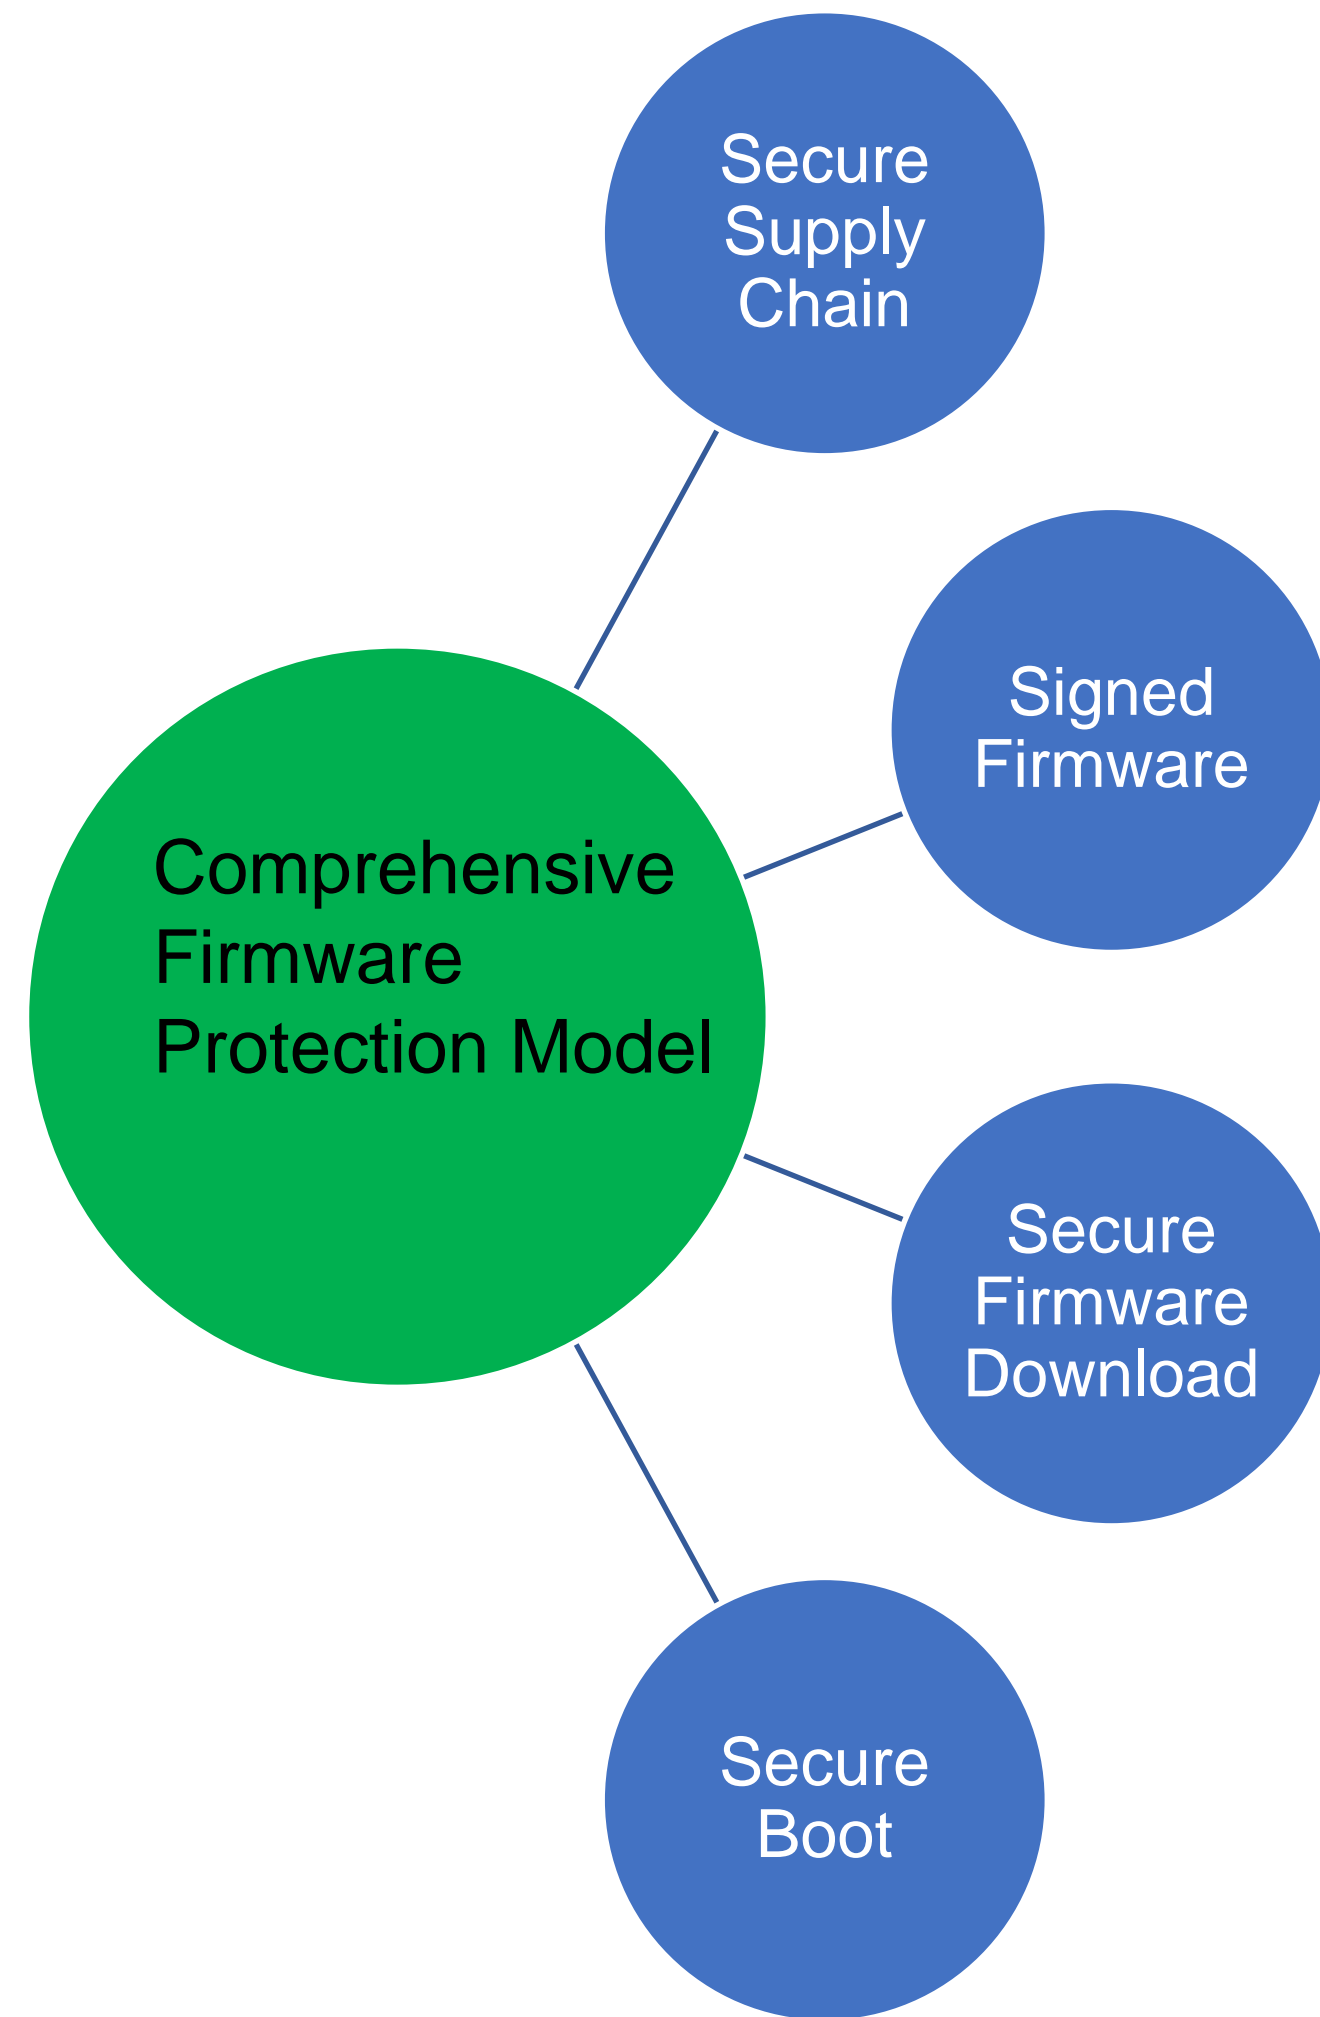 Secure
Supply
Chain
Signed
Firmware
Comprehensive
Firmware
Protection Model
Secure
Firmware
Download
Secure
Boot